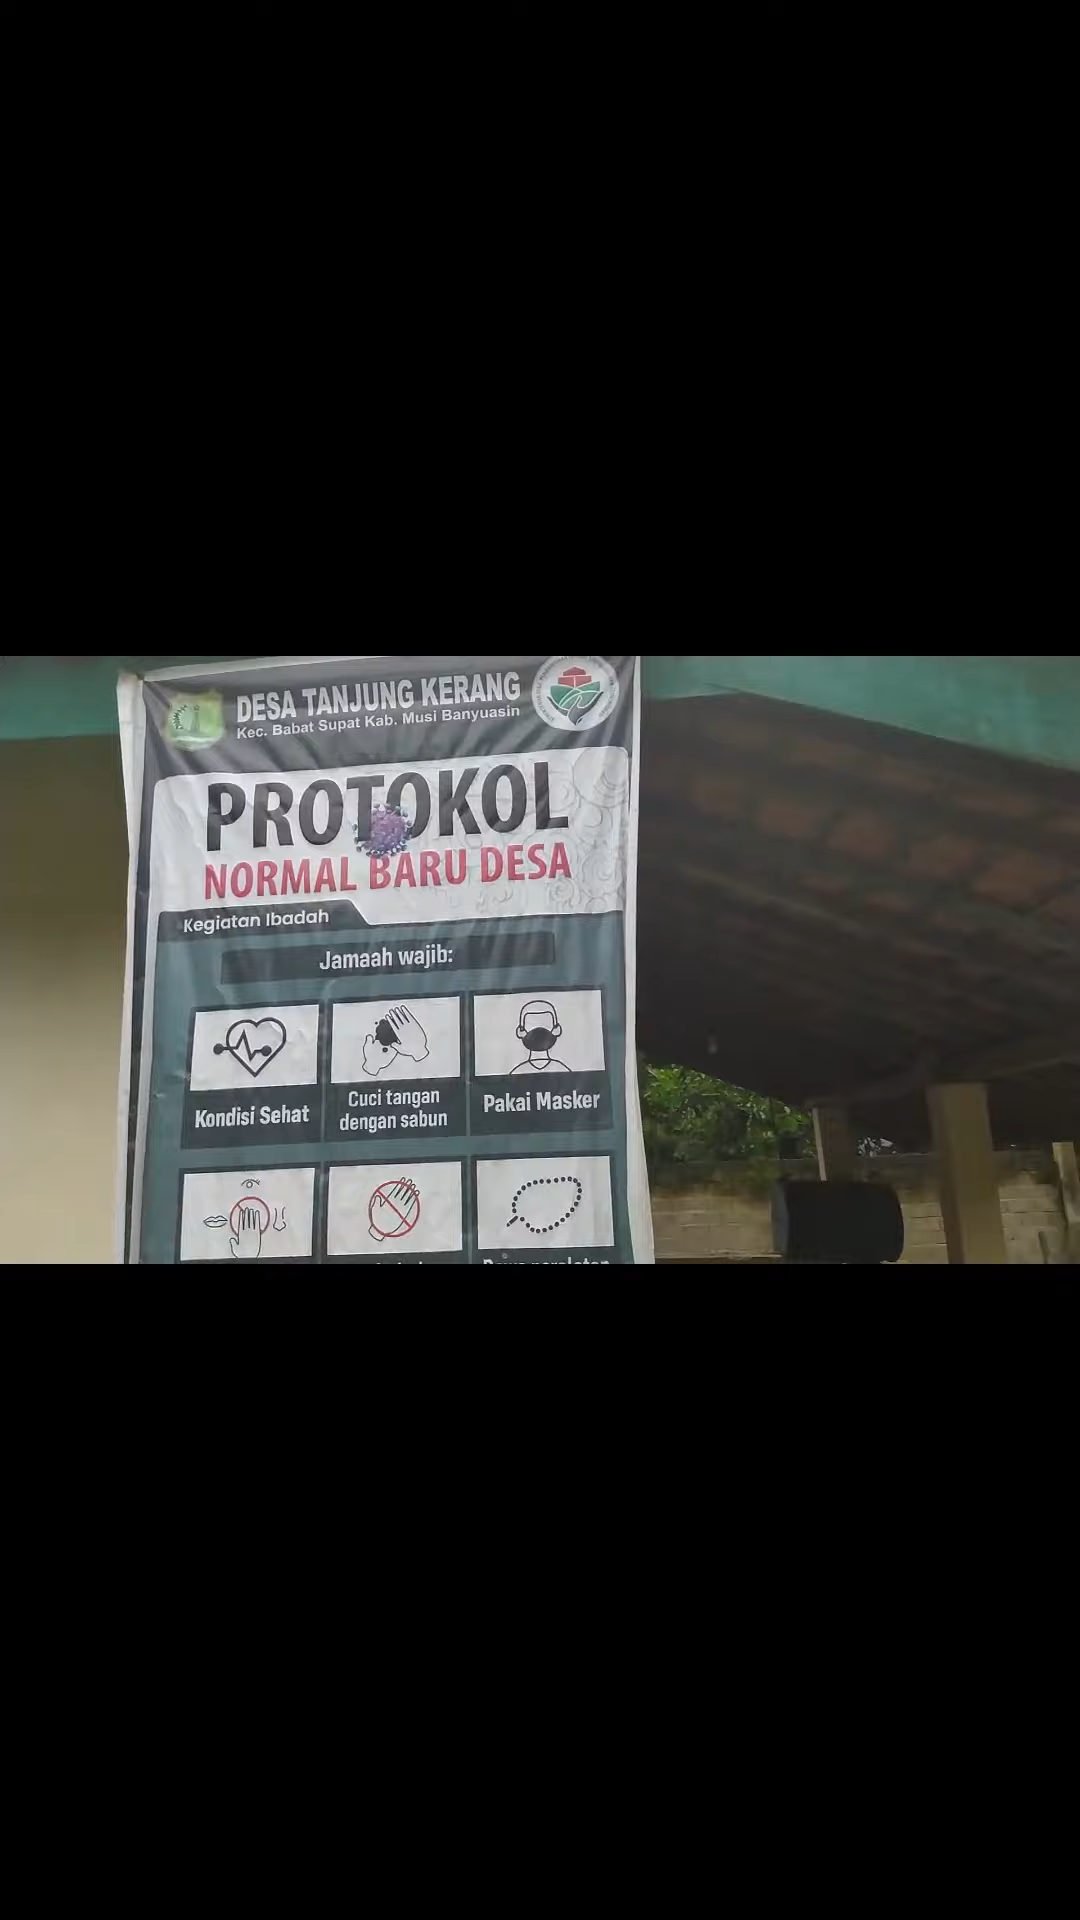 DESA TANJUNG KERANG
Kec. Babat Supat Kab. Musi Banyuasin
PROTOKOL
NORMAL BARU DESA
Kegiatan Ibadah
Jamaah wajib:
Kondisi Sehat
Cuci tangan
dengan sabun
Pakai Masker